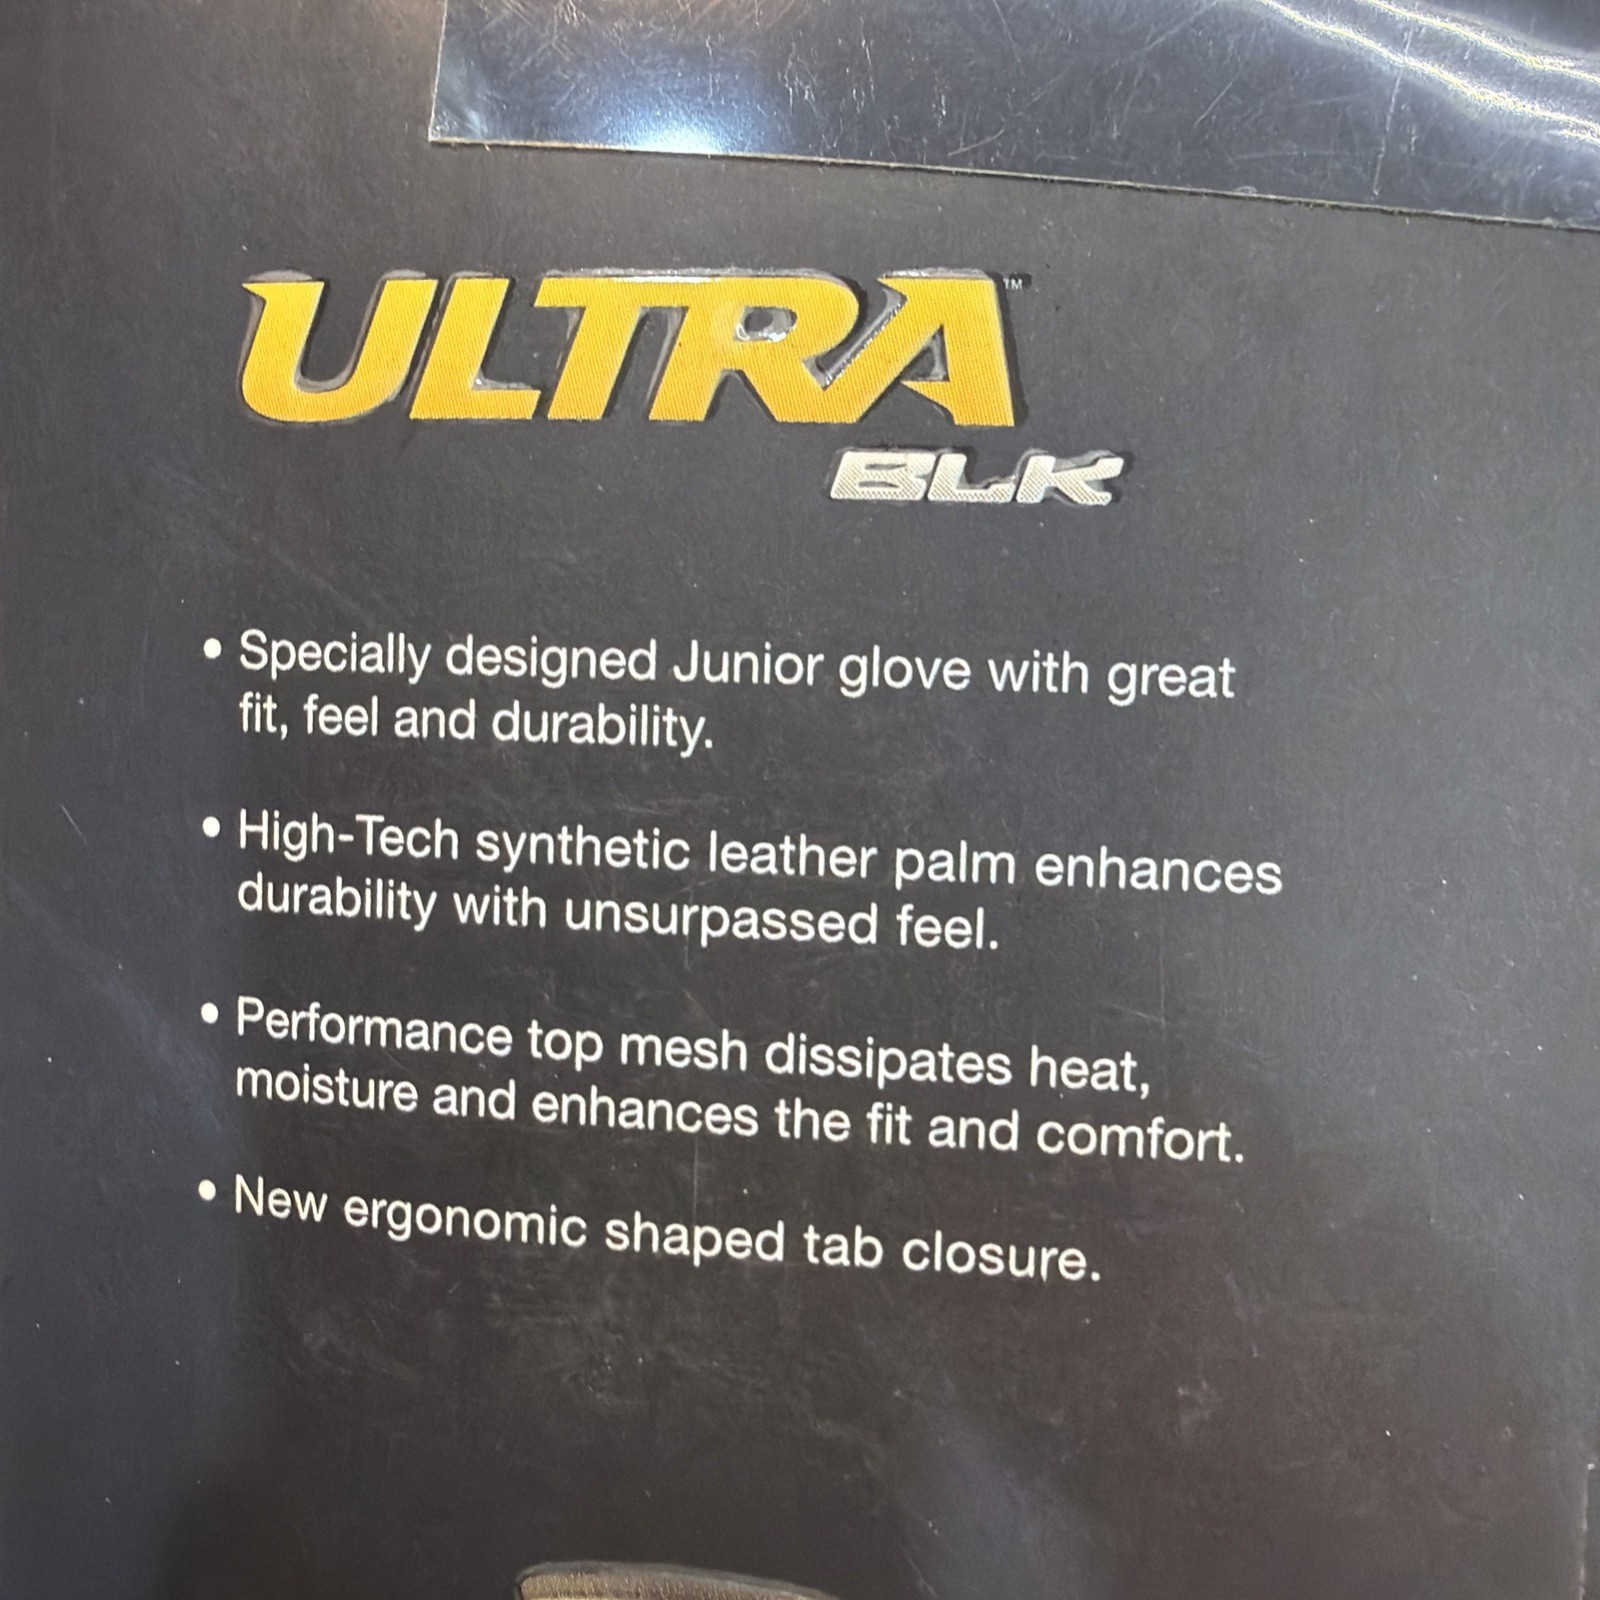 ULTRA™
BLK
• Specially designed Junior glove with great
fit, feel and durability.
• High-Tech synthetic leather palm enhances
durability with unsurpassed feel.
• Performance top mesh dissipates heat,
moisture and enhances the fit and comfort.
• New ergonomic shaped tab closure.